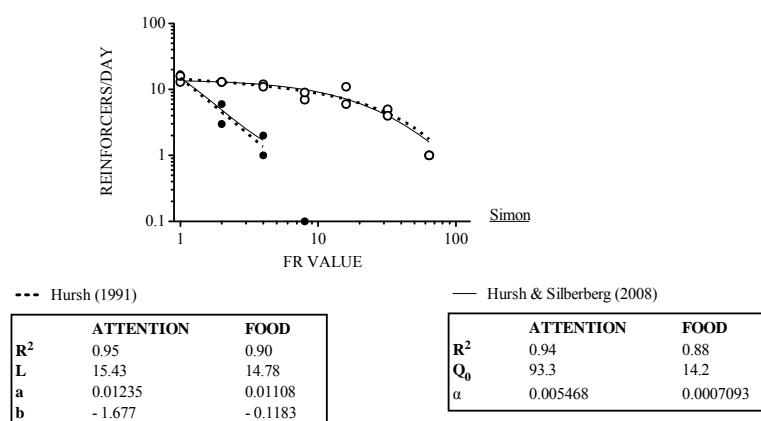 100
10
1
0.1
REINFORCERS/DAY
1 10 100
FR VALUE
Simon
Hursh (1991)
ATTENTION FOOD
R² 0.95 0.90
L 15.43 14.78
a 0.01235 0.01108
b - 1.677 - 0.1183
Hursh & Silberberg (2008)
ATTENTION FOOD
R² 0.94 0.88
Q₀ 93.3 14.2
α 0.005468 0.0007093